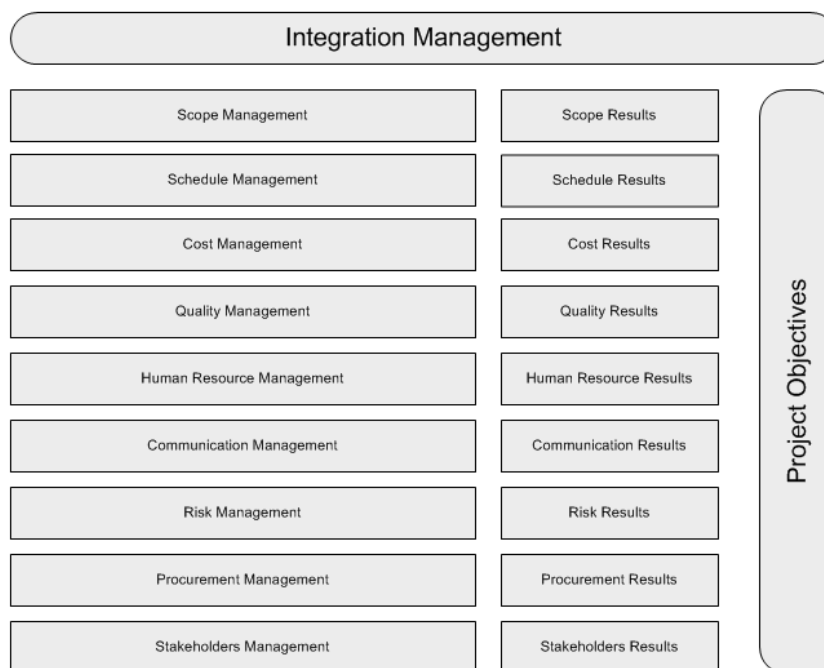 Integration Management
Scope Management
Scope Results
Schedule Management
Schedule Results
Cost Management
Cost Results
Quality Management
Quality Results
Human Resource Management
Human Resource Results
Communication Management
Communication Results
Risk Management
Risk Results
Procurement Management
Procurement Results
Stakeholders Management
Stakeholders Results
Project Objectives